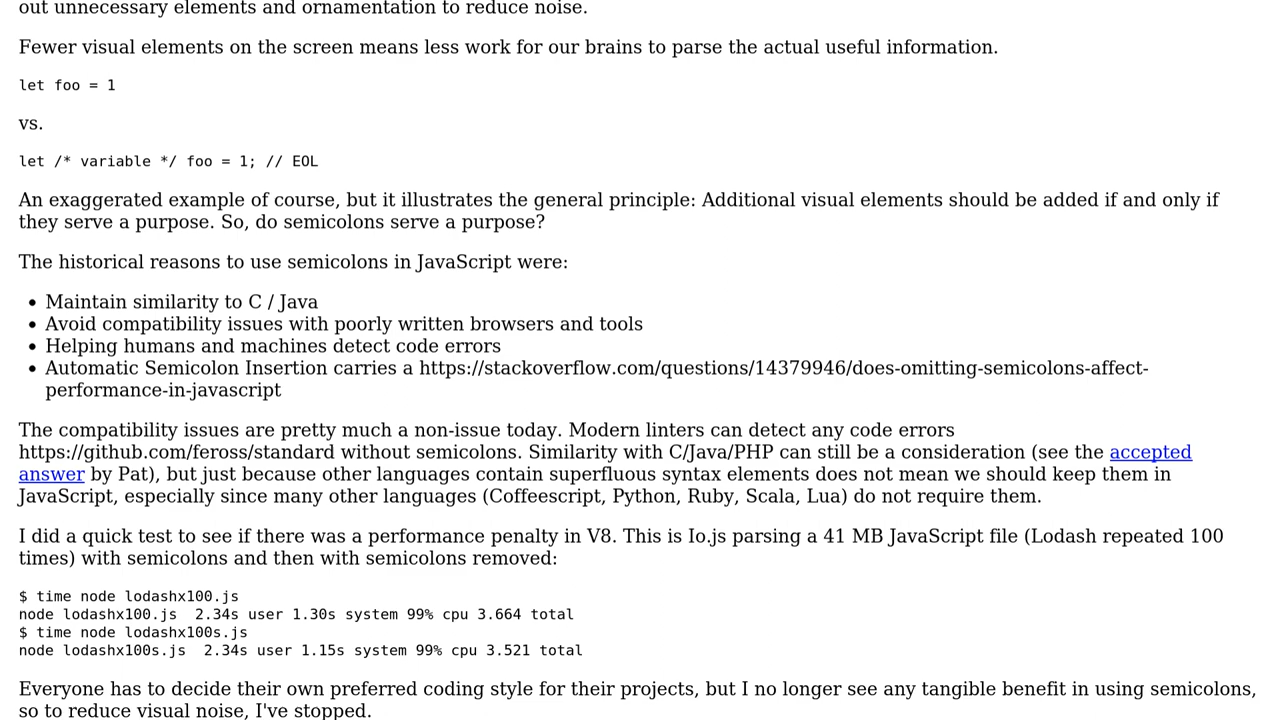 out unnecessary elements and ornamentation to reduce noise.
Fewer visual elements on the screen means less work for our brains to parse the actual useful information.
let foo = 1
vs.
let /* variable */ foo = 1; // EOL
An exaggerated example of course, but it illustrates the general principle: Additional visual elements should be added if and only if
they serve a purpose. So, do semicolons serve a purpose?
The historical reasons to use semicolons in JavaScript were:
• Maintain similarity to C / Java
• Avoid compatibility issues with poorly written browsers and tools
• Helping humans and machines detect code errors
• Automatic Semicolon Insertion carries a https://stackoverflow.com/questions/14379946/does-omitting-semicolons-affect-
performance-in-javascript
The compatibility issues are pretty much a non-issue today. Modern linters can detect any code errors
https://github.com/feross/standard without semicolons. Similarity with C/Java/PHP can still be a consideration (see the accepted
answer by Pat), but just because other languages contain superfluous syntax elements does not mean we should keep them in
JavaScript, especially since many other languages (Coffeescript, Python, Ruby, Scala, Lua) do not require them.
I did a quick test to see if there was a performance penalty in V8. This is Io.js parsing a 41 MB JavaScript file (Lodash repeated 100
times) with semicolons and then with semicolons removed:
$ time node lodashx100.js
node lodashx100.js  2.34s user 1.30s system 99% cpu 3.664 total
$ time node lodashx100s.js
node lodashx100s.js  2.34s user 1.15s system 99% cpu 3.521 total
Everyone has to decide their own preferred coding style for their projects, but I no longer see any tangible benefit in using semicolons,
so to reduce visual noise, I've stopped.